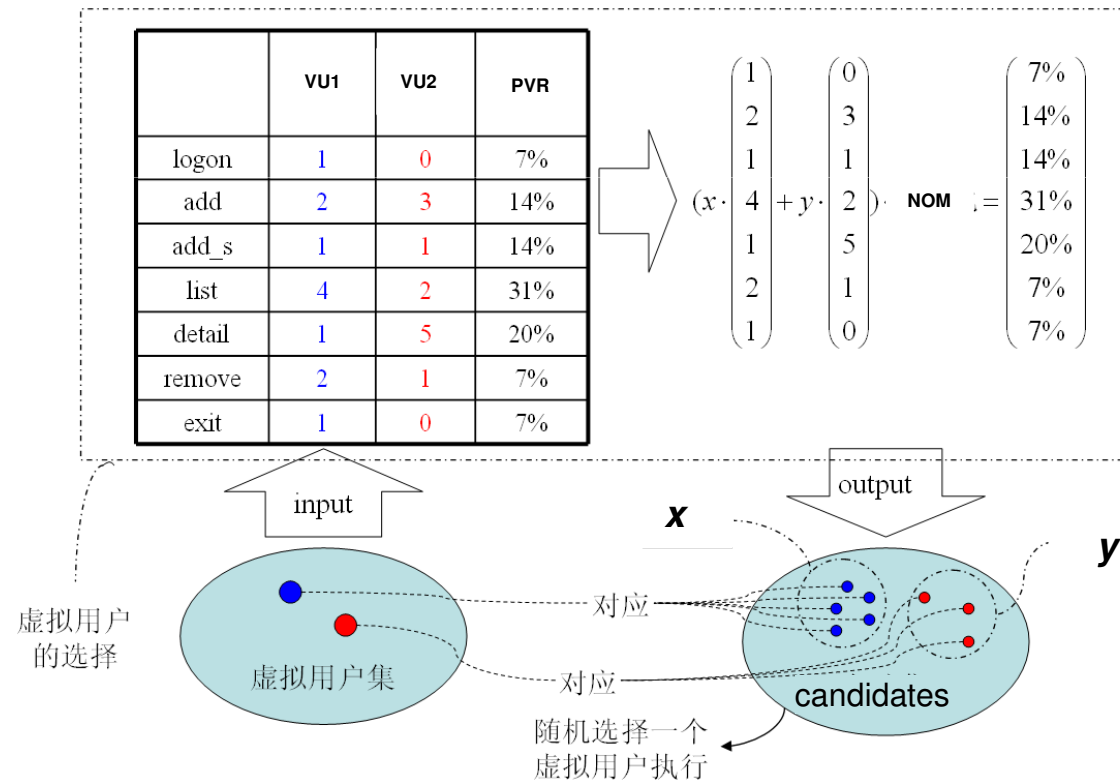 VU1 VU2 PVR
logon 1 0 7%
add 2 3 14%
add_s 1 1 14%
list 4 2 31%
detail 1 5 20%
remove 2 1 7%
exit 1 0 7%
1 0 7%
2 3 14%
1 1 14%
(x · 4 + y · 2) · NOM = 31%
1 5 20%
2 1 7%
1 0 7%
input
output
x
y
虚拟用户
的选择
对应
虚拟用户集
对应
candidates
随机选择一个
虚拟用户执行